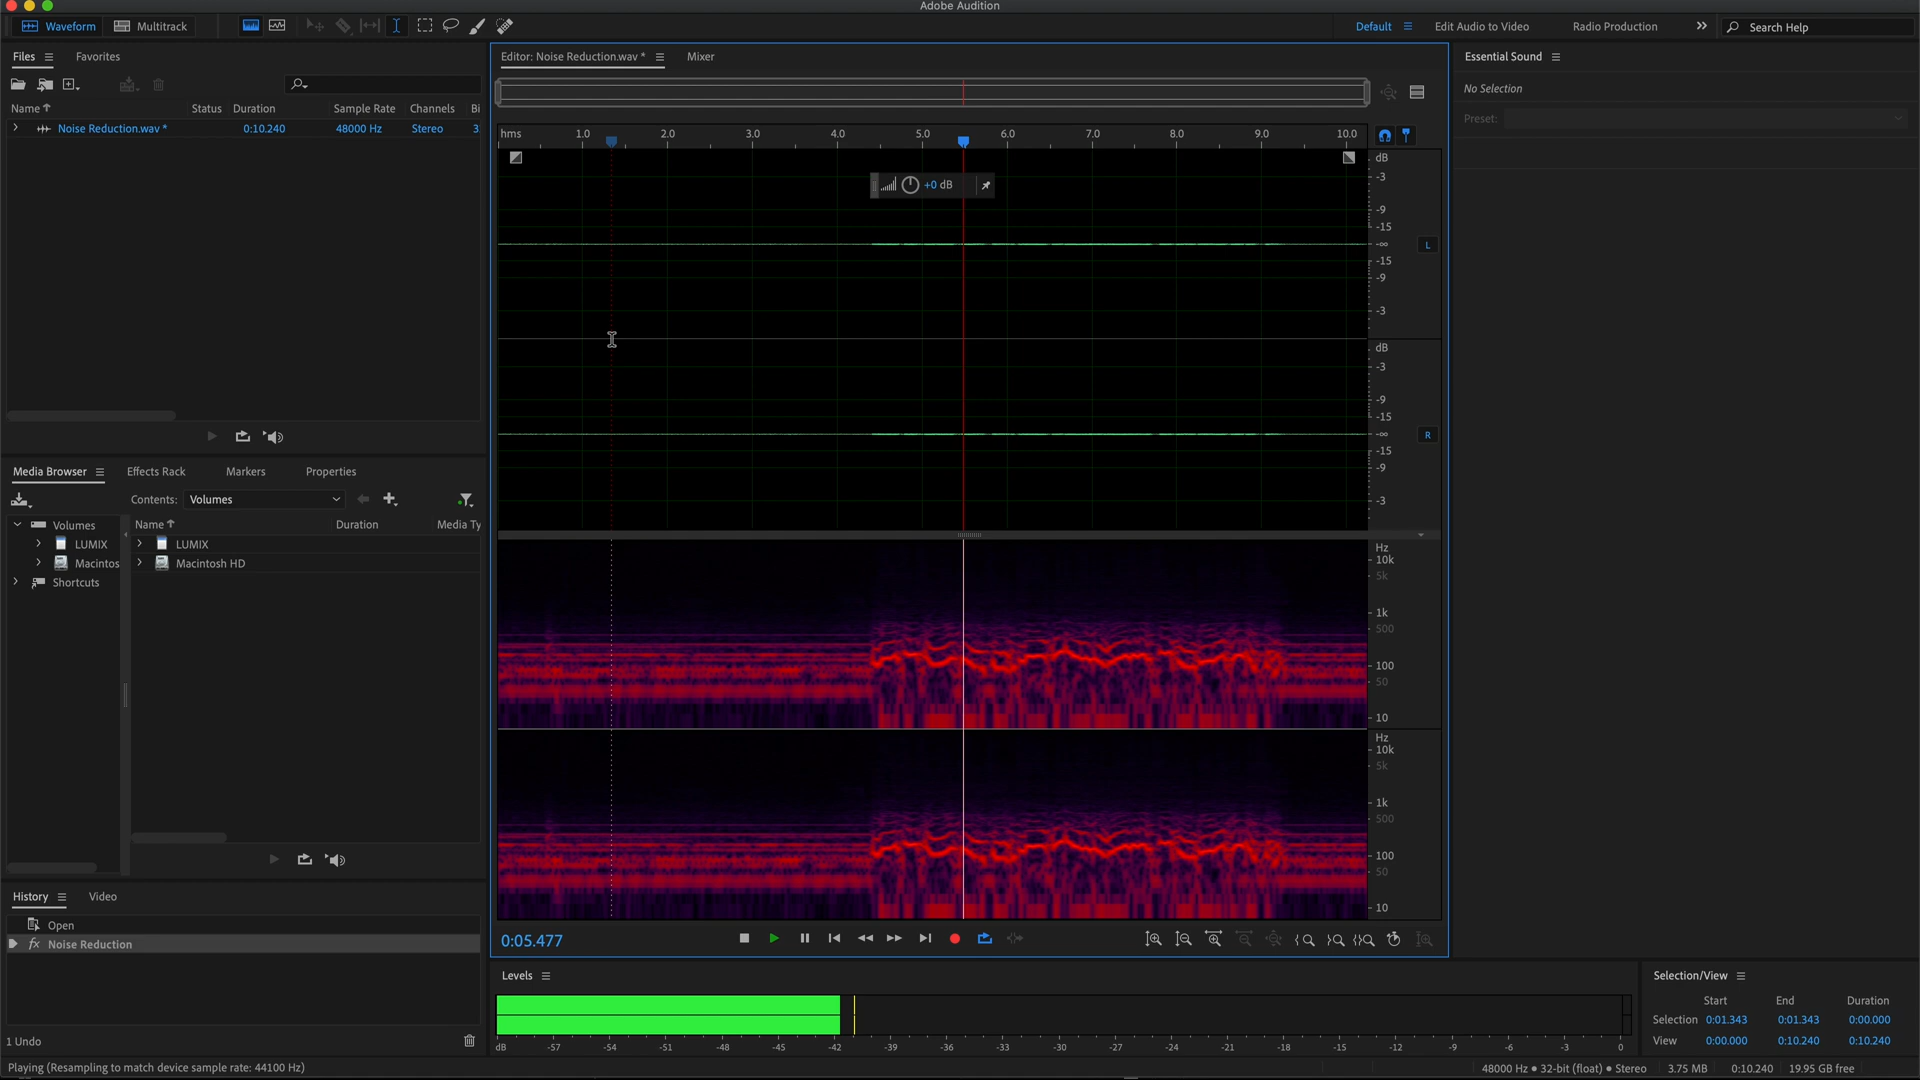 Adobe Audition
Waveform
Multitrack
Default
Edit Audio to Video
Radio Production
Search Help
Files
Favorites
Name
Status
Duration
Sample Rate
Channels
Bi
Noise Reduction.wav *
0:10.240
48000 Hz
Stereo
3
Media Browser
Effects Rack
Markers
Properties
Contents:
Volumes
Volumes
LUMIX
Macintos
Shortcuts
Name
Duration
Media Ty
LUMIX
Macintosh HD
History
Video
Open
fx Noise Reduction
1 Undo
Playing (Resampling to match device sample rate: 44100 Hz)
Editor: Noise Reduction.wav *
Mixer
hms 1.0 2.0 3.0 4.0 5.0 6.0 7.0 8.0 9.0 10.0
+0 dB
dB
-3
-9
-15
-∞
-15
-9
-3
L
dB
-3
-9
-15
-∞
-15
-9
-3
R
Hz
10k
5k
1k
500
100
50
10
Hz
10k
5k
1k
500
100
50
10
0:05.477
Levels
dB -57 -54 -51 -48 -45 -42 -39 -36 -33 -30 -27 -24 -21 -18 -15 -12 -9 -6 -3 0
Essential Sound
No Selection
Preset:
Selection/View
Start End Duration
Selection 0:01.343 0:01.343 0:00.000
View 0:00.000 0:10.240 0:10.240
48000 Hz ● 32-bit (float) ● Stereo 3.75 MB 0:10.240 19.95 GB free